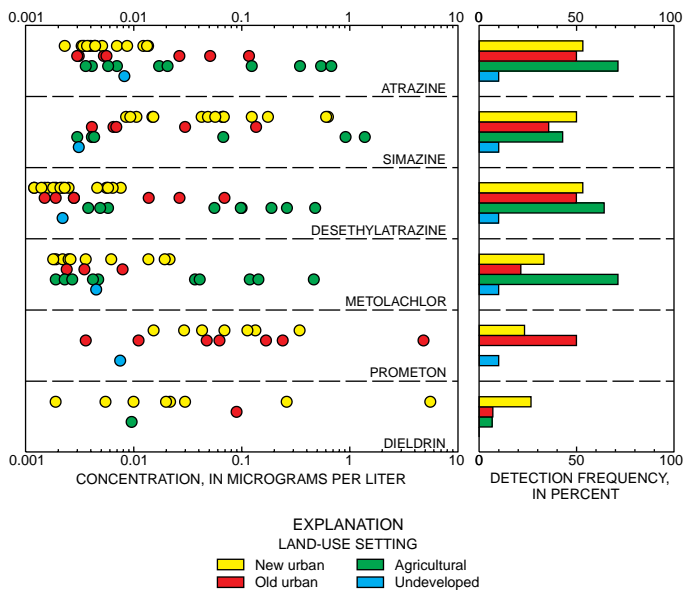 0.001 0.01 0.1 1 10 0 50 100
ATRAZINE
SIMAZINE
DESETHYLATRAZINE
METOLACHLOR
PROMETON
DIELDRIN
0.001 0.01 0.1 1 10 0 50 100
CONCENTRATION, IN MICROGRAMS PER LITER
DETECTION FREQUENCY,
IN PERCENT
EXPLANATION
LAND-USE SETTING
New urban Agricultural
Old urban Undeveloped